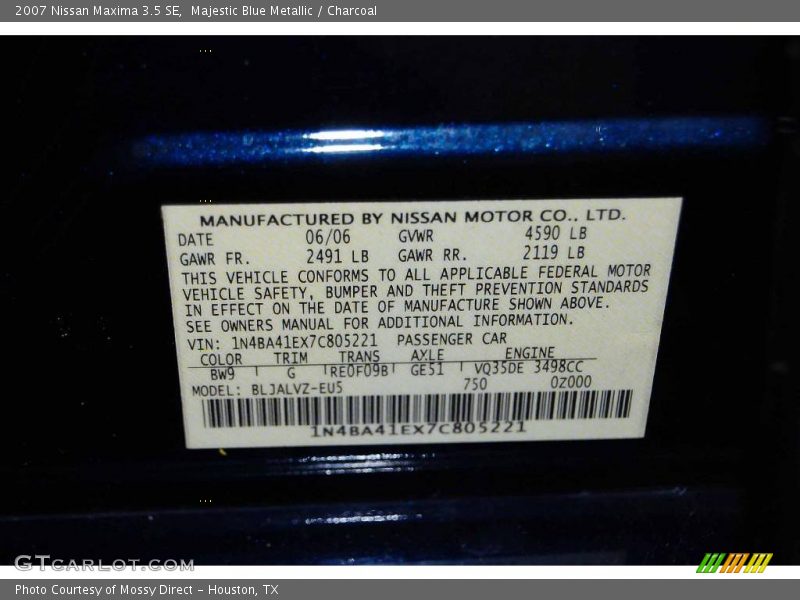 2007 Nissan Maxima 3.5 SE, Majestic Blue Metallic / Charcoal
MANUFACTURED BY NISSAN MOTOR CO., LTD.
DATE 06/06 GVWR 4590 LB
GAWR FR. 2491 LB GAWR RR. 2119 LB
THIS VEHICLE CONFORMS TO ALL APPLICABLE FEDERAL MOTOR
VEHICLE SAFETY, BUMPER AND THEFT PREVENTION STANDARDS
IN EFFECT ON THE DATE OF MANUFACTURE SHOWN ABOVE.
SEE OWNERS MANUAL FOR ADDITIONAL INFORMATION.
VIN: 1N4BA41EX7C805221 PASSENGER CAR
COLOR TRIM TRANS AXLE ENGINE
BW9 G RE0F09B GE51 VQ35DE 3498CC
MODEL: BLJALVZ-EU5 750 0Z000
1N4BA41EX7C805221
GTcarlot.com
Photo Courtesy of Mossy Direct - Houston, TX